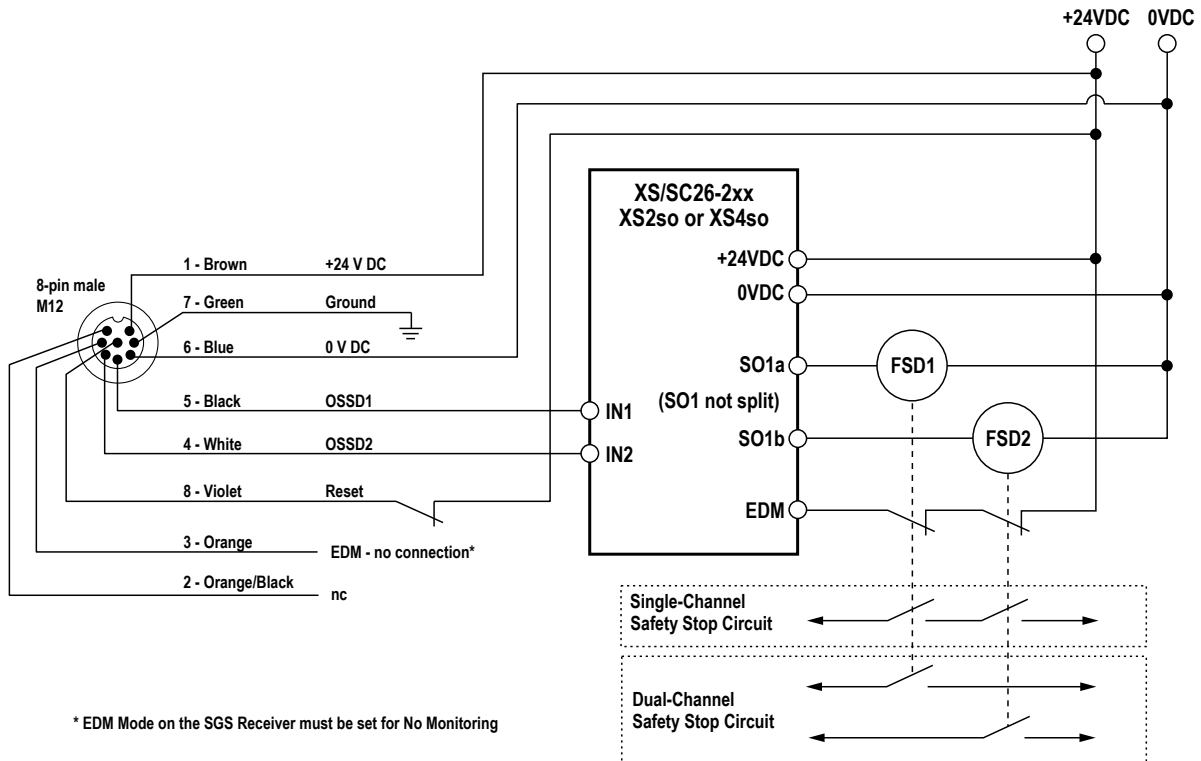 +24VDC 0VDC
XS/SC26-2xx
XS2so or XS4so
+24VDC
0VDC
8-pin male
M12
1 - Brown +24 V DC
7 - Green Ground
6 - Blue 0 V DC
5 - Black OSSD1
4 - White OSSD2
8 - Violet Reset
3 - Orange EDM - no connection*
2 - Orange/Black nc
IN1
IN2
SO1a
(SO1 not split)
SO1b
EDM
FSD1
FSD2
Single-Channel
Safety Stop Circuit
Dual-Channel
Safety Stop Circuit
* EDM Mode on the SGS Receiver must be set for No Monitoring